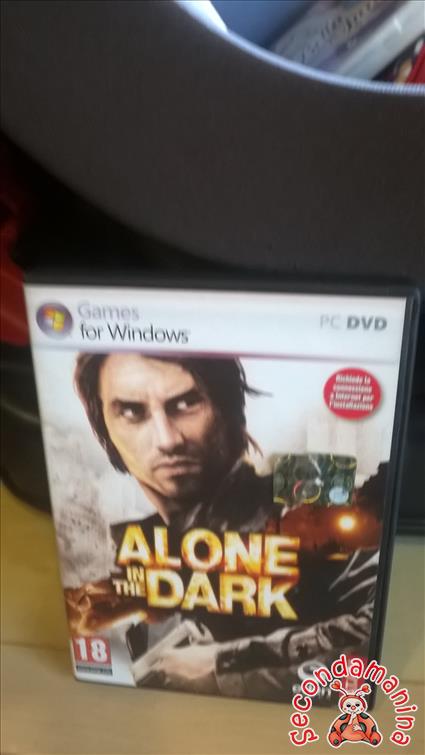 Games
for Windows
PC DVD
Richiede la
connessione
a Internet per
l'installazione
ALONE
IN
THE
DARK
18
secondamanina